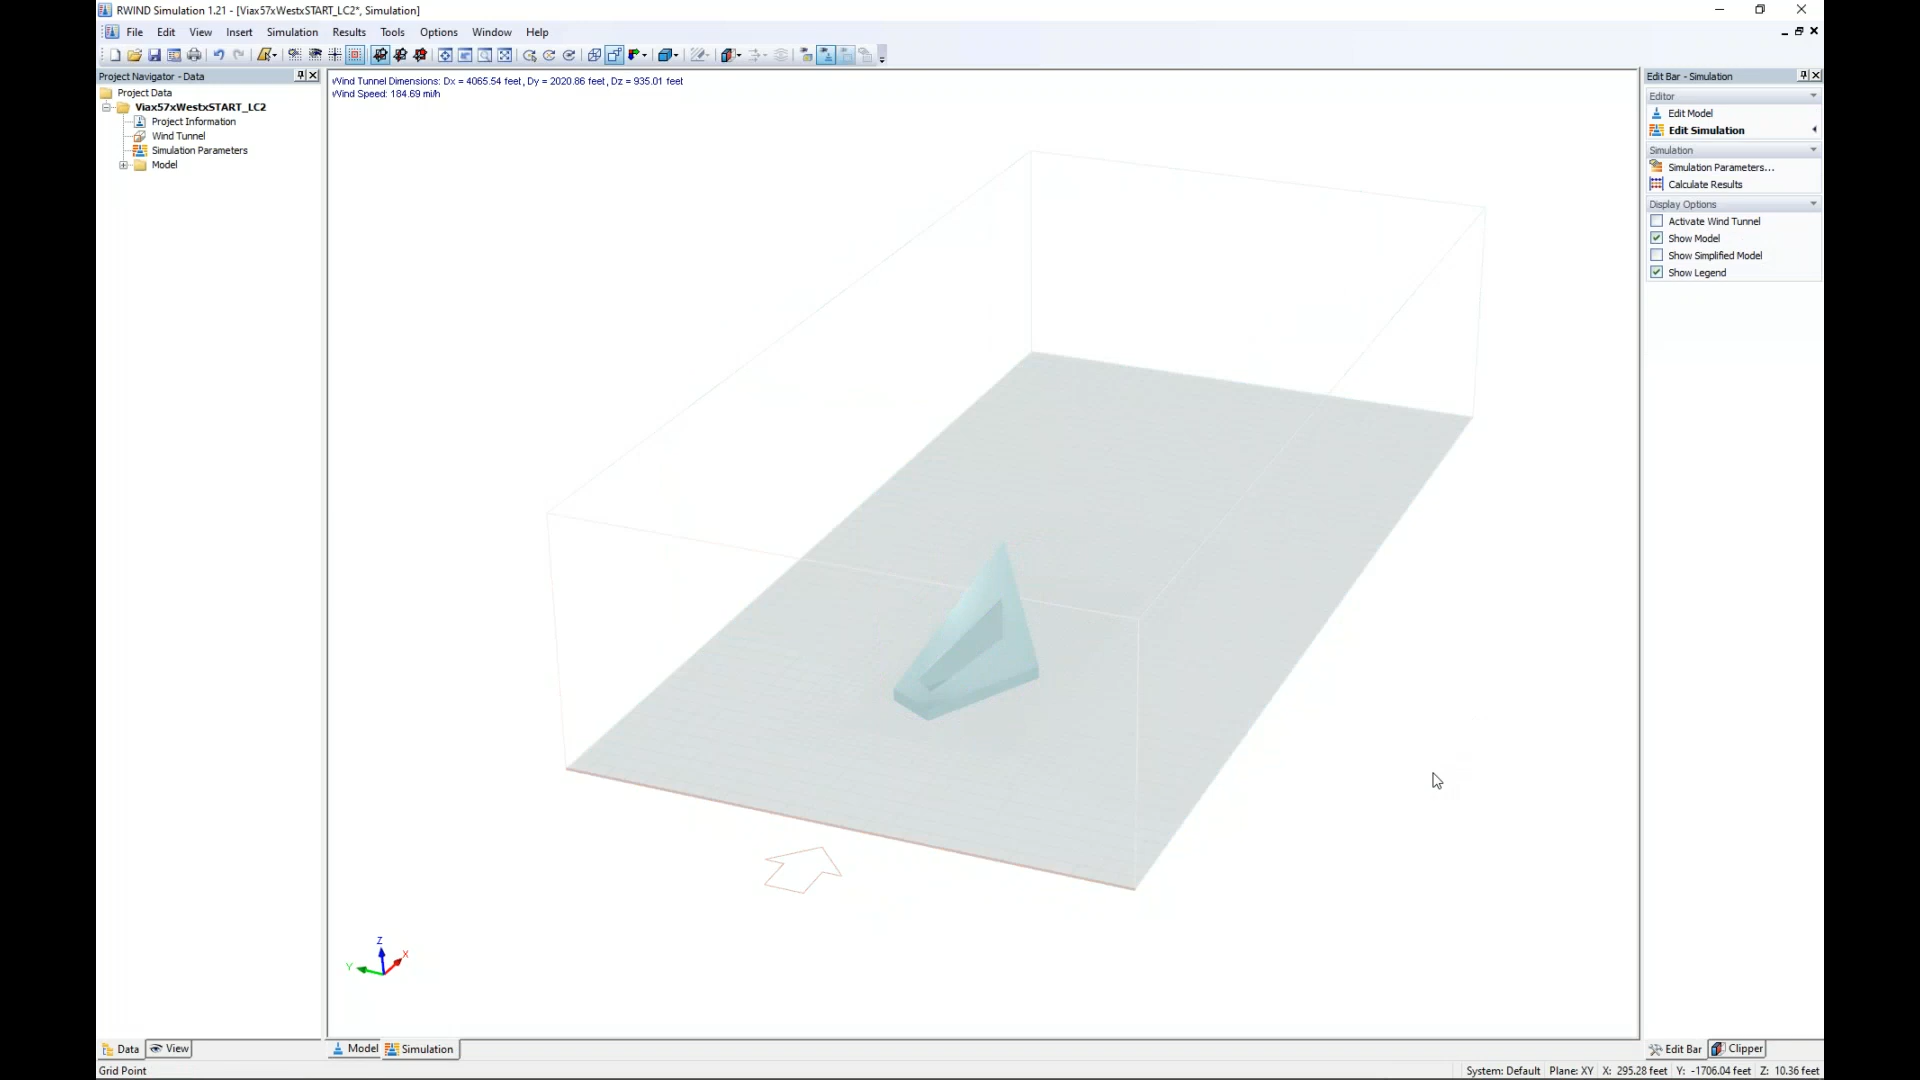 RWIND Simulation 1.21 - [Viax57xWestxSTART_LC2*, Simulation]
File Edit View Insert Simulation Results Tools Options Window Help
Project Navigator - Data
Project Data
Viax57xWestxSTART_LC2
Project Information
Wind Tunnel
Simulation Parameters
Model
Wind Tunnel Dimensions: Dx = 4065.54 feet, Dy = 2020.86 feet, Dz = 935.01 feet
Wind Speed: 184.69 mi/h
Z
X
Y
Edit Bar - Simulation
Editor
Edit Model
Edit Simulation
Simulation
Simulation Parameters...
Calculate Results
Display Options
Activate Wind Tunnel
Show Model
Show Simplified Model
Show Legend
Data View
Model Simulation
Edit Bar Clipper
Grid Point
System: Default Plane: XY X: 295.28 feet Y: -1706.04 feet Z: 10.36 feet